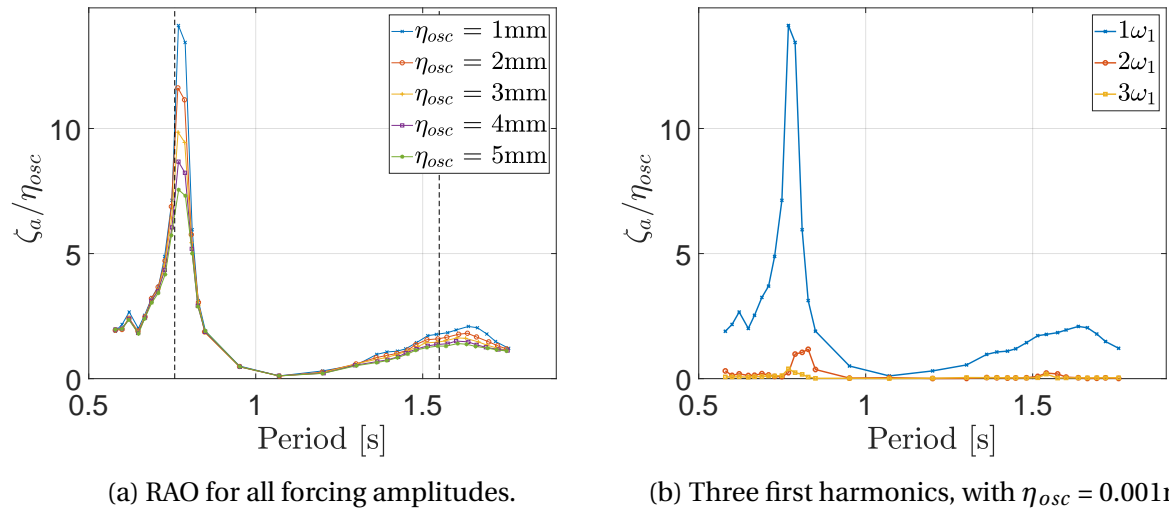 η_osc = 1mm
η_osc = 2mm
η_osc = 3mm
η_osc = 4mm
η_osc = 5mm
10
5
0
ζ_a/η_osc
0.5 1 1.5
Period [s]
(a) RAO for all forcing amplitudes.
1ω_1
2ω_1
3ω_1
10
5
0
ζ_a/η_osc
0.5 1 1.5
Period [s]
(b) Three first harmonics, with η_osc = 0.001